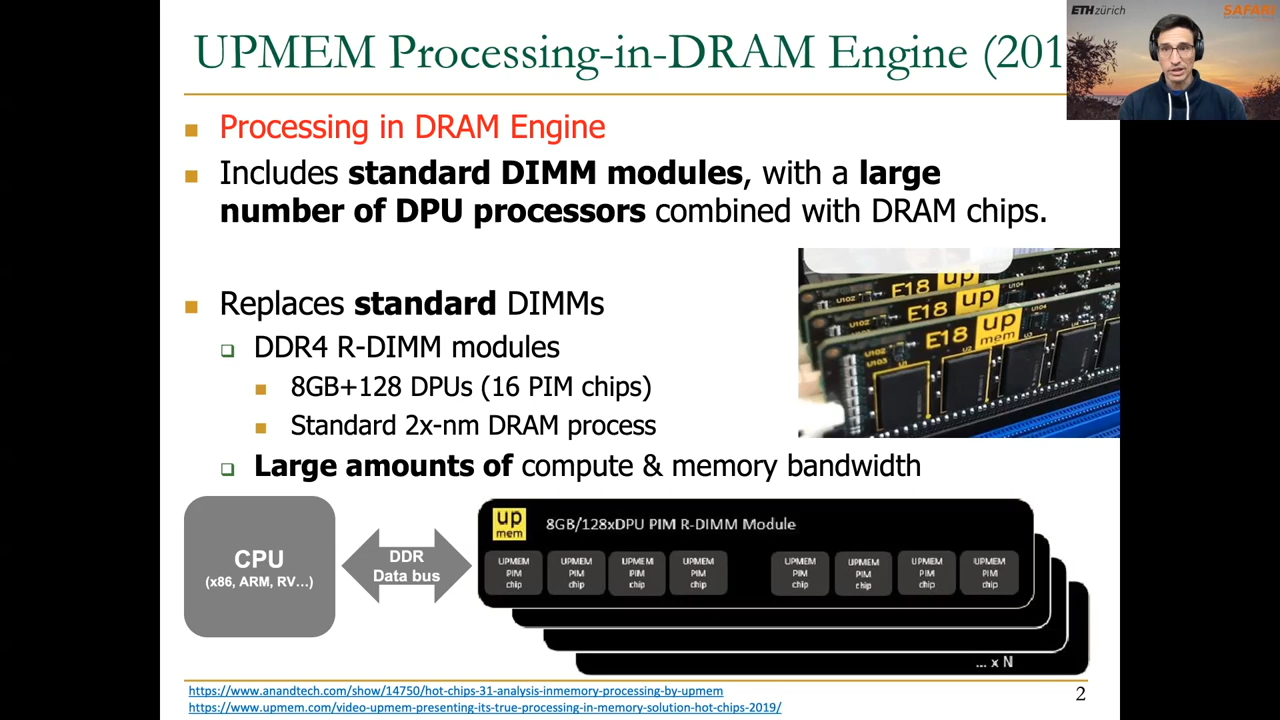 UPMEM Processing-in-DRAM Engine (201
ETH zürich
SAFARI
Processing in DRAM Engine
Includes standard DIMM modules, with a large
number of DPU processors combined with DRAM chips.
Replaces standard DIMMs
DDR4 R-DIMM modules
8GB+128 DPUs (16 PIM chips)
Standard 2x-nm DRAM process
Large amounts of compute & memory bandwidth
E18 up
E18 up
E18 up
mem
U102
U104
U102
U102
U103
CPU
(x86, ARM, RV...)
DDR
Data bus
up
mem
8GB/128xDPU PIM R-DIMM Module
UPMEM PIM chip
UPMEM PIM chip
UPMEM PIM chip
UPMEM PIM chip
UPMEM PIM chip
UPMEM PIM chip
UPMEM PIM chip
UPMEM PIM chip
... x N
https://www.anandtech.com/show/14750/hot-chips-31-analysis-inmemory-processing-by-upmem
https://www.upmem.com/video-upmem-presenting-its-true-processing-in-memory-solution-hot-chips-2019/
2